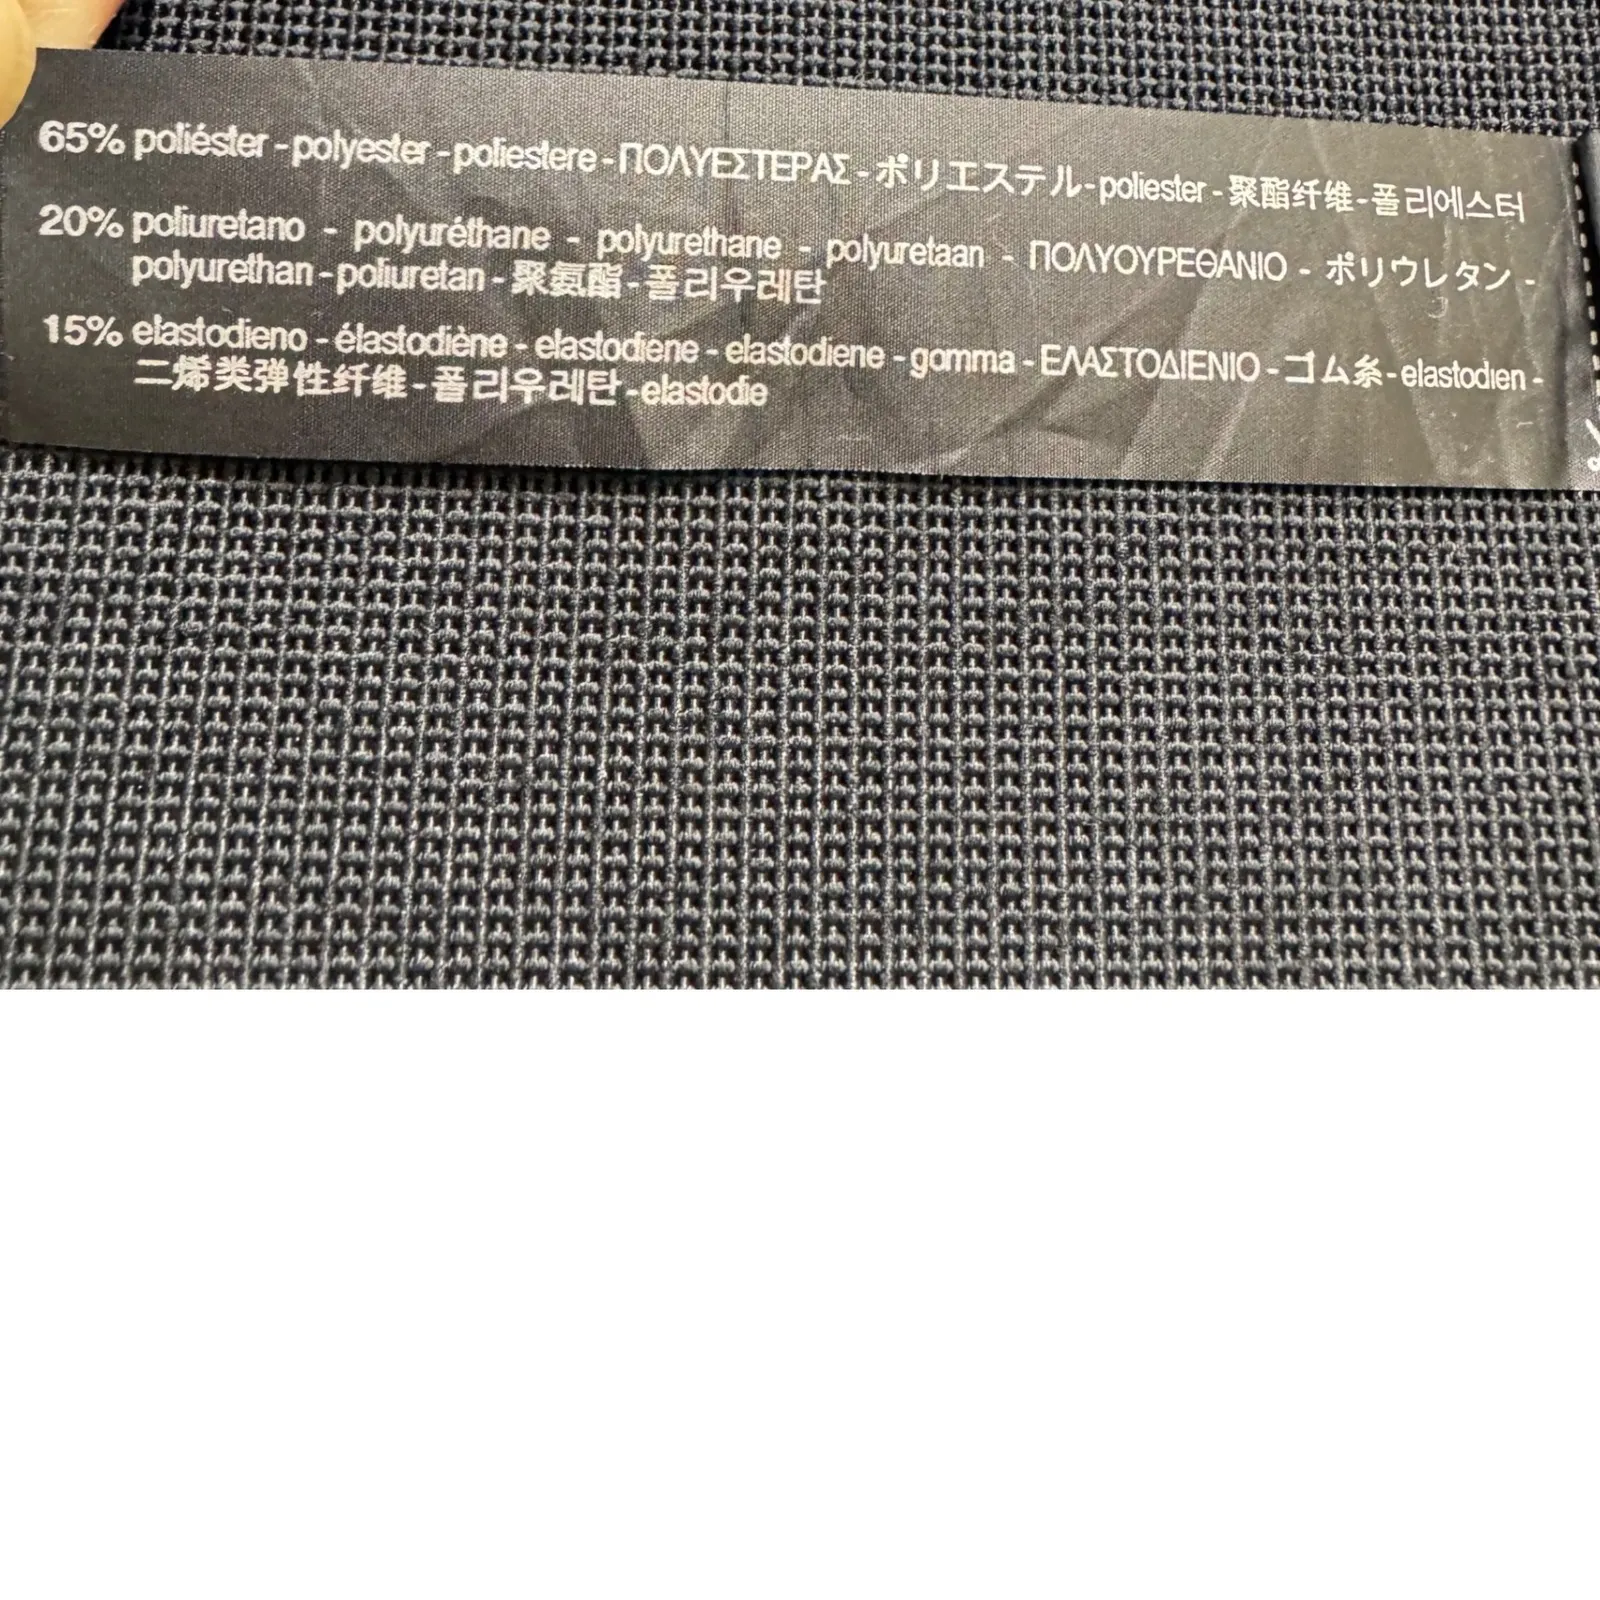 65% poliéster - polyester - poliestere - ΠΟΛΥΕΣΤΕΡΑΣ - ポリエステル - poliester - 聚酯纤维 - 폴리에스터
20% poliuretano - polyuréthane - polyurethane - polyuretaan - ΠΟΛΥΟΥΡΕΘΑΝΙΟ - ポリウレタン -
polyurethan - poliuretan - 聚氨酯 - 폴리우레탄
15% elastodieno - élastodiène - elastodiene - elastodiene - gomma - ΕΛΑΣΤΟΔΙΕΝΙΟ - ゴム糸 - elastodien -
二烯类弹性纤维 - 폴리우레탄 - elastodie